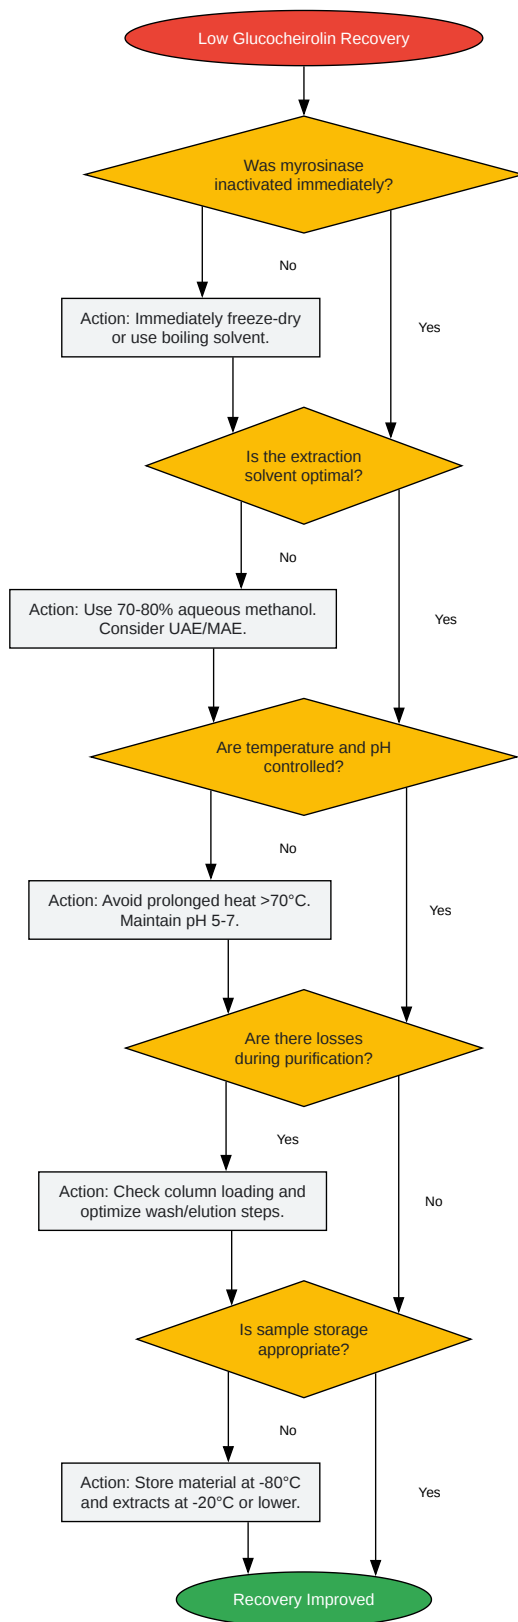 Low Glucocheirolin Recovery
Was myrosinase
inactivated immediately?
No
Yes
Action: Immediately freeze-dry
or use boiling solvent.
Is the extraction
solvent optimal?
No
Yes
Action: Use 70-80% aqueous methanol.
Consider UAE/MAE.
Are temperature and pH
controlled?
No
Yes
Action: Avoid prolonged heat >70°C.
Maintain pH 5-7.
Are there losses
during purification?
Yes
No
Action: Check column loading and
optimize wash/elution steps.
Is sample storage
appropriate?
No
Yes
Action: Store material at -80°C
and extracts at -20°C or lower.
Recovery Improved